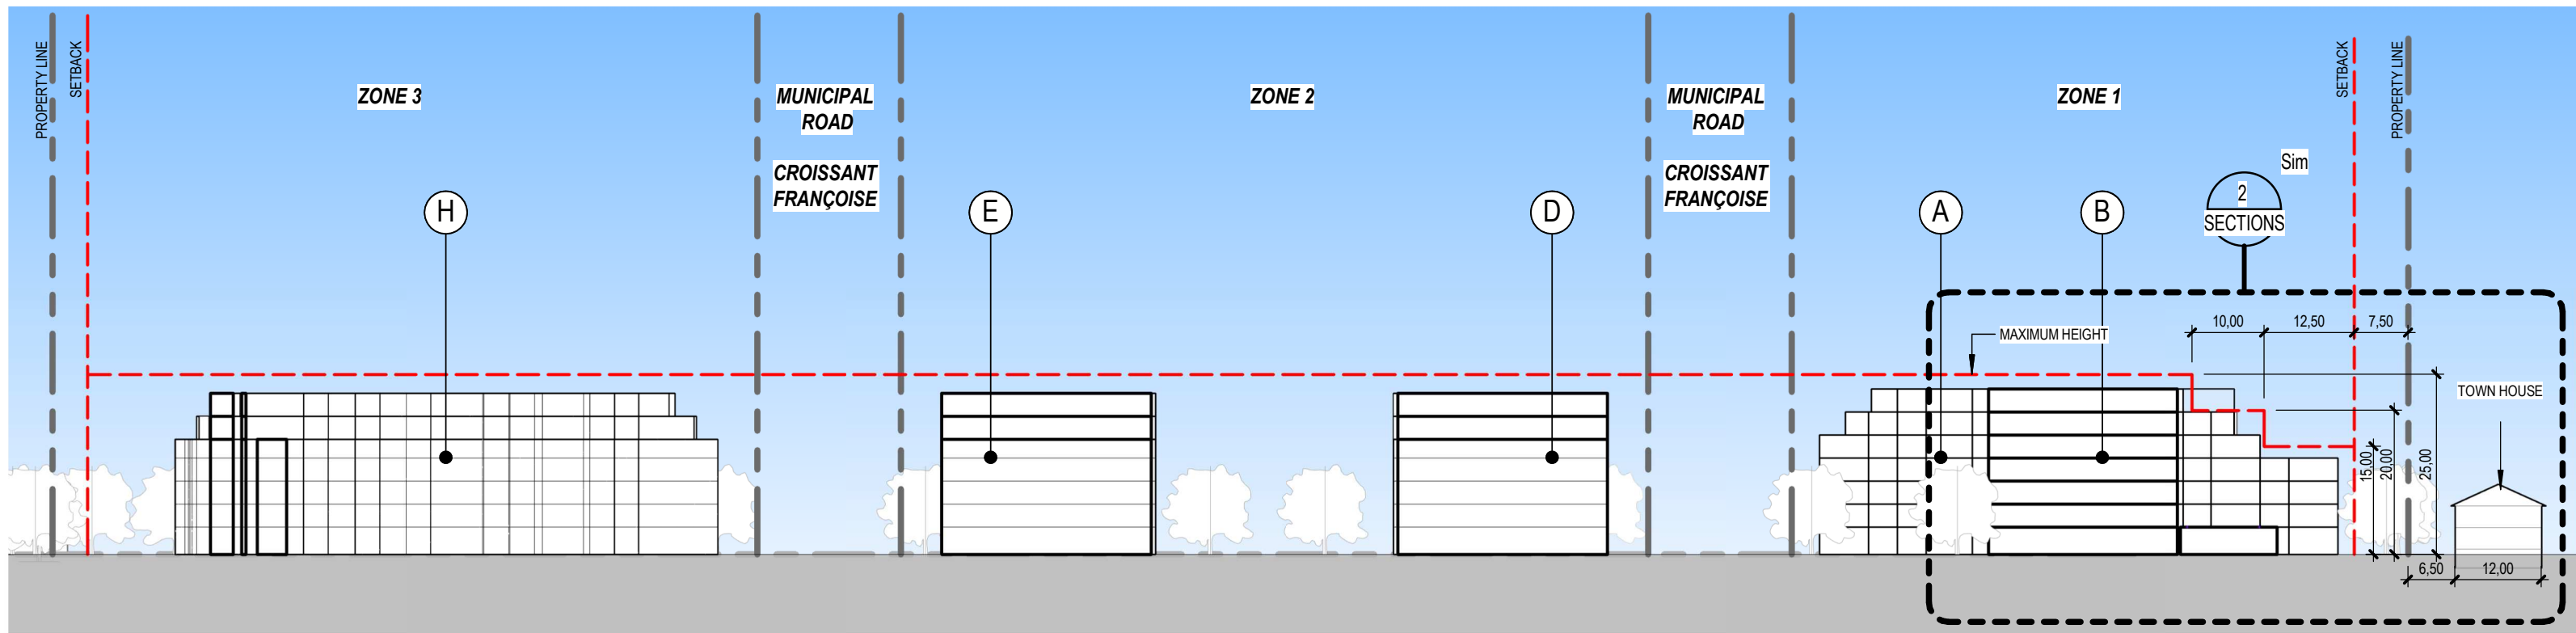 PROPERTY LINE
SETBACK
ZONE 3
MUNICIPAL
ROAD
CROISSANT
FRANÇOISE
ZONE 2
MUNICIPAL
ROAD
CROISSANT
FRANÇOISE
ZONE 1
SETBACK
PROPERTY LINE
Sim
2
SECTIONS
H
E
D
A
B
MAXIMUM HEIGHT
10,00
12,50
7,50
TOWN HOUSE
15,00
20,00
25,00
6,50
12,00